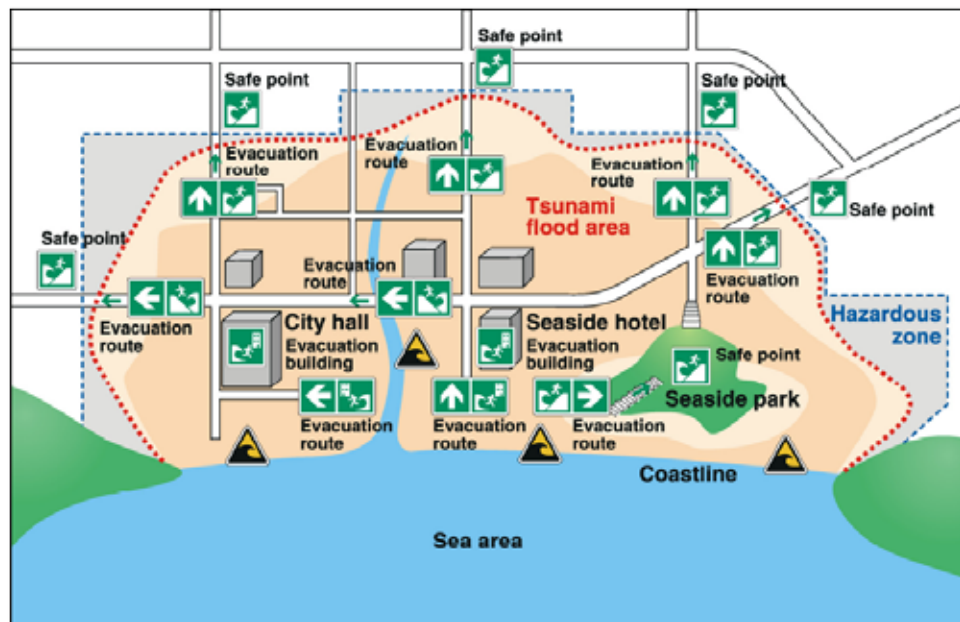 Safe point
Safe point
Safe point
Evacuation
route
Evacuation
route
Evacuation
route
Safe point
Tsunami
flood area
Safe point
Evacuation
route
Evacuation
route
Evacuation
route
Hazardous
zone
City hall
Evacuation
building
Seaside hotel
Evacuation
building
Safe point
Seaside park
Evacuation
route
Evacuation
route
Evacuation
route
Coastline
Sea area